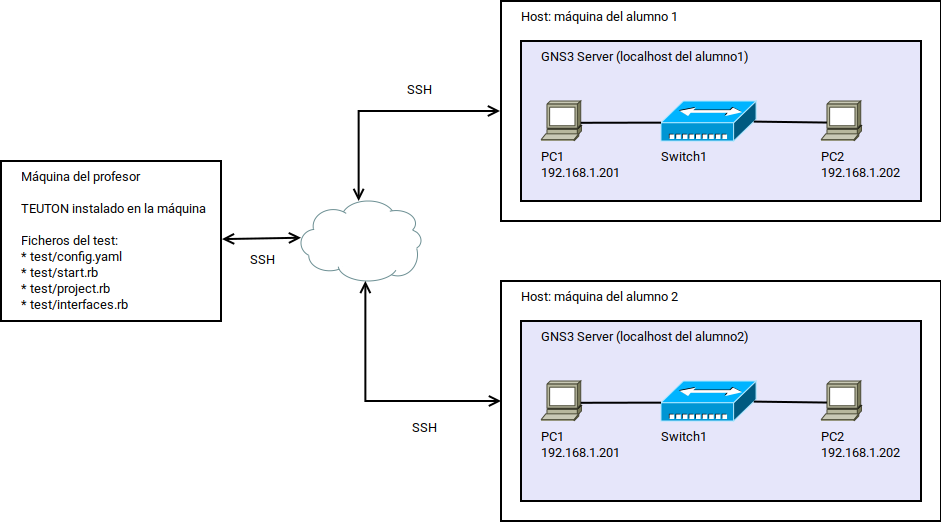 Máquina del profesor
TEUTON instalado en la máquina
Ficheros del test:
* test/config.yaml
* test/start.rb
* test/project.rb
* test/interfaces.rb
SSH
SSH
SSH
Host: máquina del alumno 1
GNS3 Server (localhost del alumno1)
PC1
192.168.1.201
Switch1
PC2
192.168.1.202
Host: máquina del alumno 2
GNS3 Server (localhost del alumno2)
PC1
192.168.1.201
Switch1
PC2
192.168.1.202